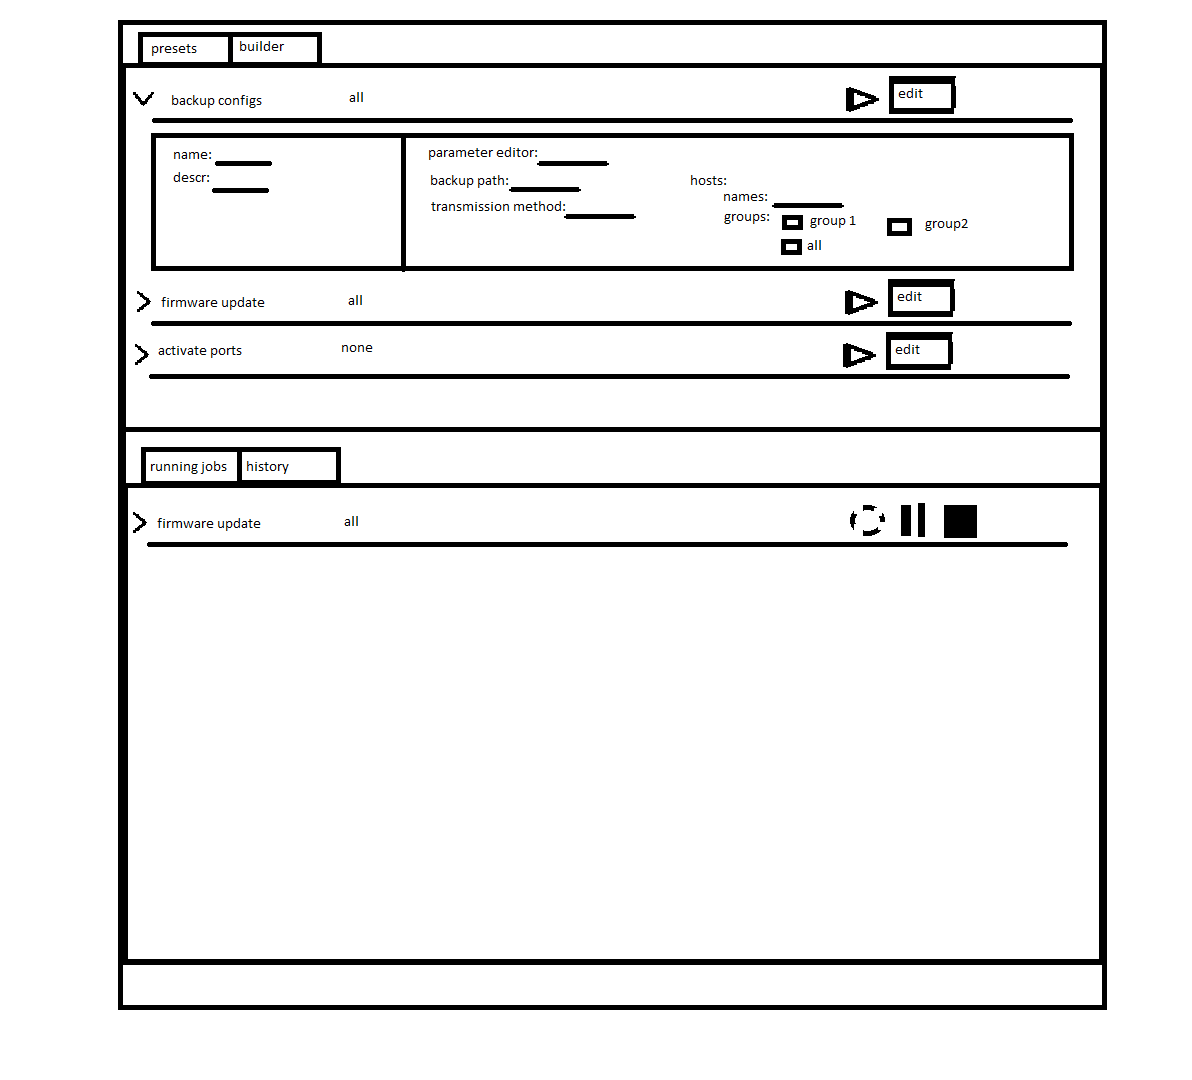 presets builder
backup configs all edit
name:
descr:
parameter editor:
backup path:
transmission method:
hosts:
names:
groups: group 1 group2
all
firmware update all edit
activate ports none edit
running jobs history
firmware update all